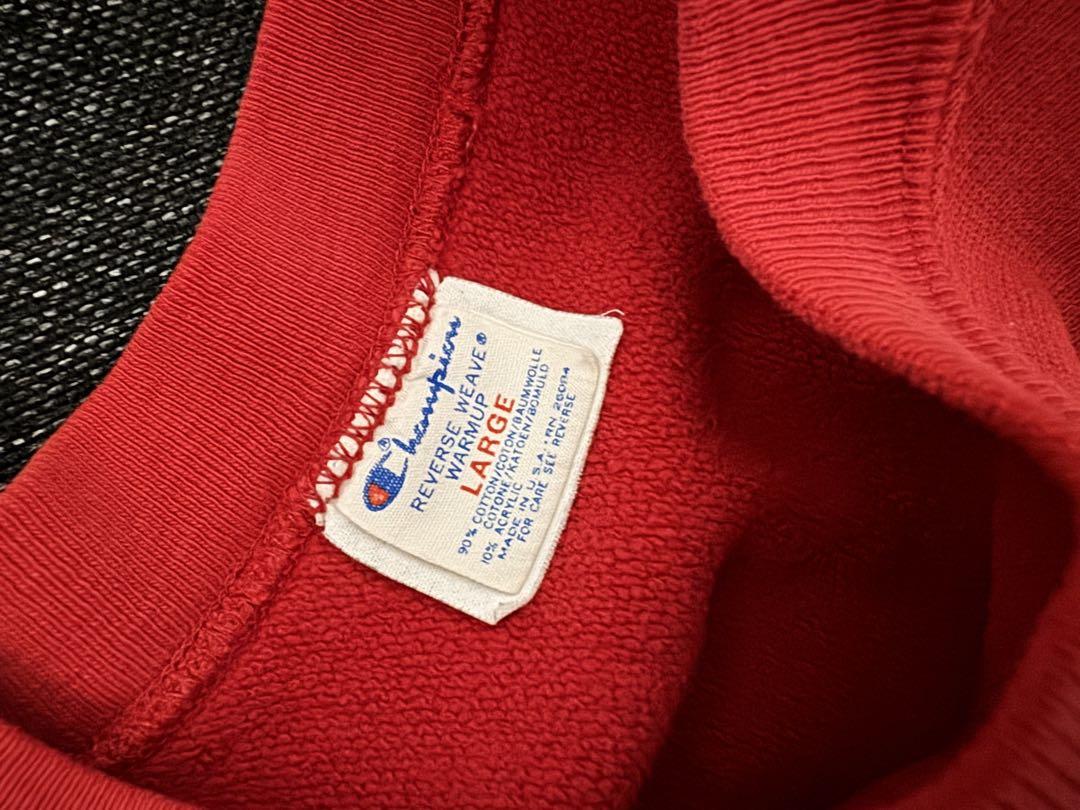 Champion®
REVERSE WEAVE®
WARMUP
LARGE
90% COTTON/COTON/BAUMWOLLE
COTONE/KATOEN/BOMULD
10% ACRYLIC
MADE IN U.S.A. RN 26094
FOR CARE SEE REVERSE